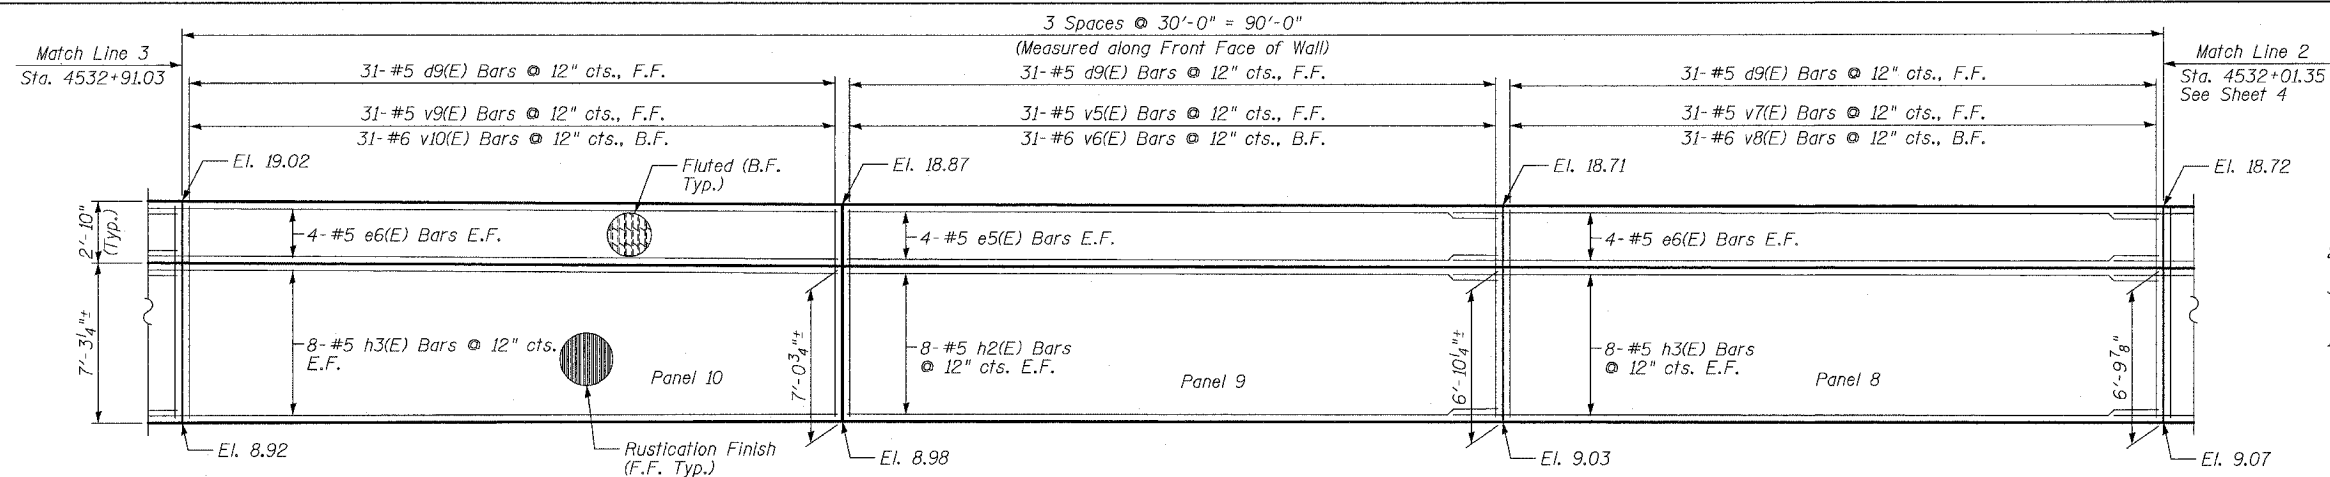 3 Spaces @ 30'-0" = 90'-0"
(Measured along Front Face of Wall)
Match Line 3
Sta. 4532+91.03
Match Line 2
Sta. 4532+01.35
See Sheet 4
31-#5 d9(E) Bars @ 12" cts., F.F.
31-#5 d9(E) Bars @ 12" cts., F.F.
31-#5 d9(E) Bars @ 12" cts., F.F.
31-#5 v9(E) Bars @ 12" cts., F.F.
31-#6 v10(E) Bars @ 12" cts., B.F.
31-#5 v5(E) Bars @ 12" cts., F.F.
31-#6 v6(E) Bars @ 12" cts., B.F.
31-#5 v7(E) Bars @ 12" cts., F.F.
31-#6 v8(E) Bars @ 12" cts., B.F.
El. 19.02
Fluted (B.F.
Typ.)
El. 18.87
El. 18.71
El. 18.72
2'-10"
(Typ.)
4-#5 e6(E) Bars E.F.
4-#5 e5(E) Bars E.F.
4-#5 e6(E) Bars E.F.
7'-3 1/4"±
8-#5 h3(E) Bars @ 12" cts.
E.F.
Panel 10
7'-0 3/4"±
8-#5 h2(E) Bars
@ 12" cts. E.F.
Panel 9
6'-10 1/4"±
8-#5 h3(E) Bars
@ 12" cts. E.F.
Panel 8
6'-9 7/8"
El. 8.92
Rustication Finish
(F.F. Typ.)
El. 8.98
El. 9.03
El. 9.07